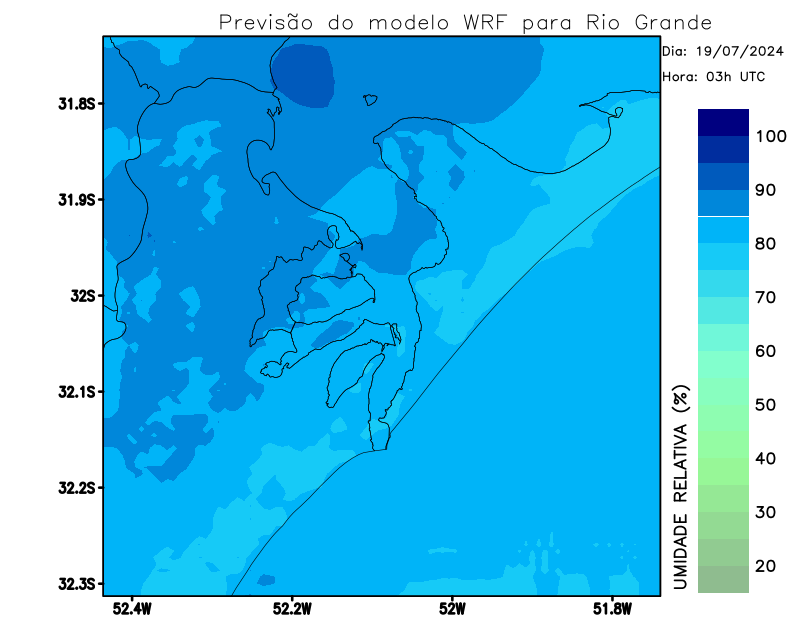 Previsão do modelo WRF para Rio Grande
Dia: 19/07/2024
Hora: 03h UTC
31.8S
31.9S
32S
32.1S
32.2S
32.3S
52.4W
52.2W
52W
51.8W
100
90
80
70
60
50
40
30
20
UMIDADE RELATIVA (%)